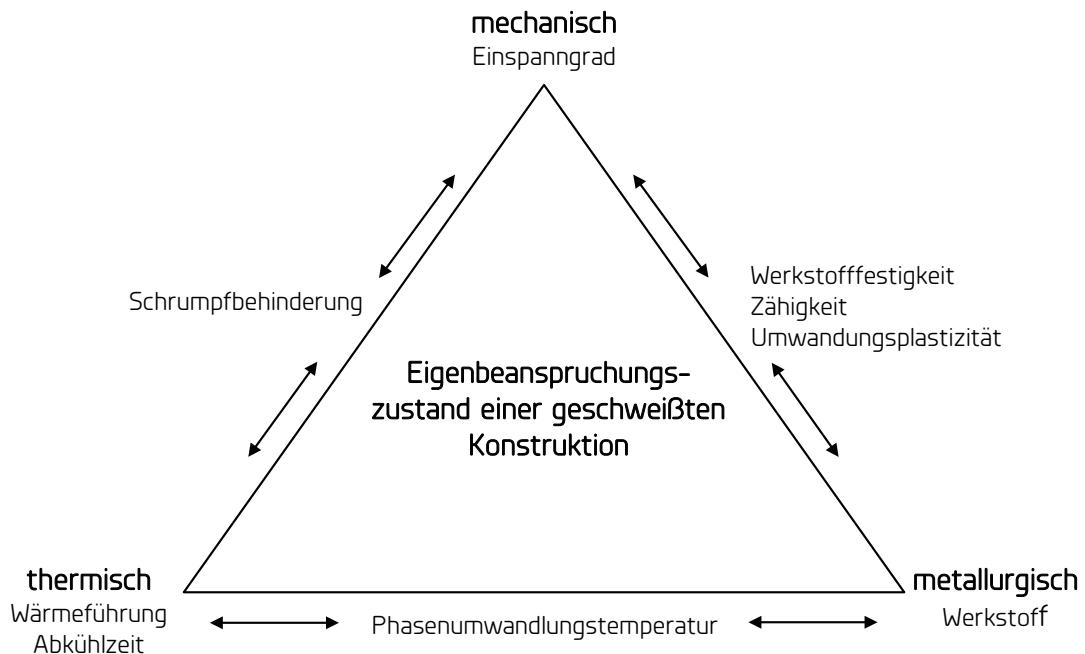 mechanisch
Einspanngrad
Schrumpfbehinderung
Werkstofffestigkeit
Zähigkeit
Umwandungsplastizität
Eigenbeanspruchungs-
zustand einer geschweißten
Konstruktion
thermisch
Wärmeführung
Abkühlzeit
Phasenumwandlungstemperatur
metallurgisch
Werkstoff